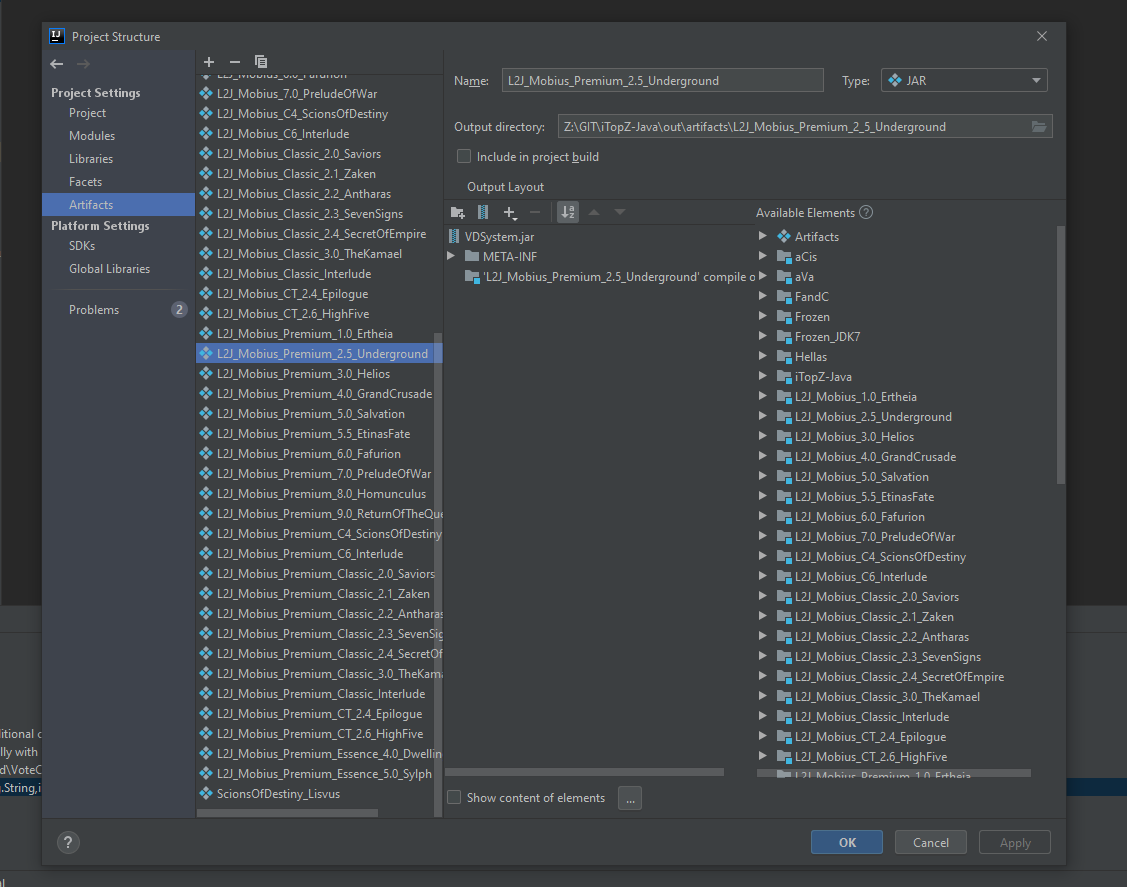 Project Structure
Project Settings
Project
Modules
Libraries
Facets
Artifacts
Platform Settings
SDKs
Global Libraries
Problems 2
L2J_Mobius_6.0_Fafurion
L2J_Mobius_7.0_PreludeOfWar
L2J_Mobius_C4_ScionsOfDestiny
L2J_Mobius_C6_Interlude
L2J_Mobius_Classic_2.0_Saviors
L2J_Mobius_Classic_2.1_Zaken
L2J_Mobius_Classic_2.2_Antharas
L2J_Mobius_Classic_2.3_SevenSigns
L2J_Mobius_Classic_2.4_SecretOfEmpire
L2J_Mobius_Classic_3.0_TheKamael
L2J_Mobius_Classic_Interlude
L2J_Mobius_CT_2.4_Epilogue
L2J_Mobius_CT_2.6_HighFive
L2J_Mobius_Premium_1.0_Ertheia
L2J_Mobius_Premium_2.5_Underground
L2J_Mobius_Premium_3.0_Helios
L2J_Mobius_Premium_4.0_GrandCrusade
L2J_Mobius_Premium_5.0_Salvation
L2J_Mobius_Premium_5.5_EtinasFate
L2J_Mobius_Premium_6.0_Fafurion
L2J_Mobius_Premium_7.0_PreludeOfWar
L2J_Mobius_Premium_8.0_Homunculus
L2J_Mobius_Premium_9.0_ReturnOfTheQue
L2J_Mobius_Premium_C4_ScionsOfDestiny
L2J_Mobius_Premium_C6_Interlude
L2J_Mobius_Premium_Classic_2.0_Saviors
L2J_Mobius_Premium_Classic_2.1_Zaken
L2J_Mobius_Premium_Classic_2.2_Antharas
L2J_Mobius_Premium_Classic_2.3_SevenSig
L2J_Mobius_Premium_Classic_2.4_SecretOf
L2J_Mobius_Premium_Classic_3.0_TheKama
L2J_Mobius_Premium_Classic_Interlude
L2J_Mobius_Premium_CT_2.4_Epilogue
L2J_Mobius_Premium_CT_2.6_HighFive
L2J_Mobius_Premium_Essence_4.0_Dwellin
L2J_Mobius_Premium_Essence_5.0_Sylph
ScionsOfDestiny_Lisvus
Name: L2J_Mobius_Premium_2.5_Underground Type: JAR
Output directory: Z:\GIT\iTopZ-Java\out\artifacts\L2J_Mobius_Premium_2_5_Underground
Include in project build
Output Layout
VDSystem.jar
META-INF
'L2J_Mobius_Premium_2.5_Underground' compile o
Available Elements ?
Artifacts
aCis
aVa
FandC
Frozen
Frozen_JDK7
Hellas
iTopZ-Java
L2J_Mobius_1.0_Ertheia
L2J_Mobius_2.5_Underground
L2J_Mobius_3.0_Helios
L2J_Mobius_4.0_GrandCrusade
L2J_Mobius_5.0_Salvation
L2J_Mobius_5.5_EtinasFate
L2J_Mobius_6.0_Fafurion
L2J_Mobius_7.0_PreludeOfWar
L2J_Mobius_C4_ScionsOfDestiny
L2J_Mobius_C6_Interlude
L2J_Mobius_Classic_2.0_Saviors
L2J_Mobius_Classic_2.1_Zaken
L2J_Mobius_Classic_2.2_Antharas
L2J_Mobius_Classic_2.3_SevenSigns
L2J_Mobius_Classic_2.4_SecretOfEmpire
L2J_Mobius_Classic_3.0_TheKamael
L2J_Mobius_Classic_Interlude
L2J_Mobius_CT_2.4_Epilogue
L2J_Mobius_CT_2.6_HighFive
L2J_Mobius_Premium_1.0_Ertheia
Show content of elements ...
? OK Cancel Apply
itional c
lly with
d\VoteC
.String,i